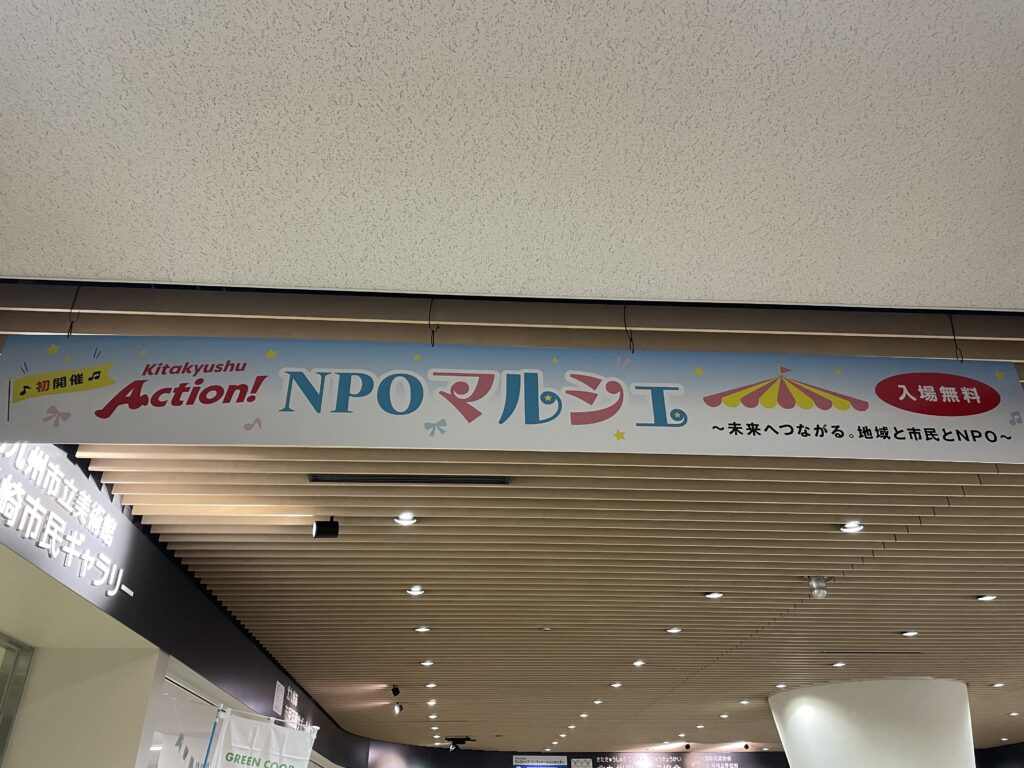 ♪初開催♫
Kitakyushu
Action!
NPOマルシェ
入場無料
～未来へつながる。地域と市民とNPO～
九州市立美術館
崎市民ギャラリー
GREEN COOP